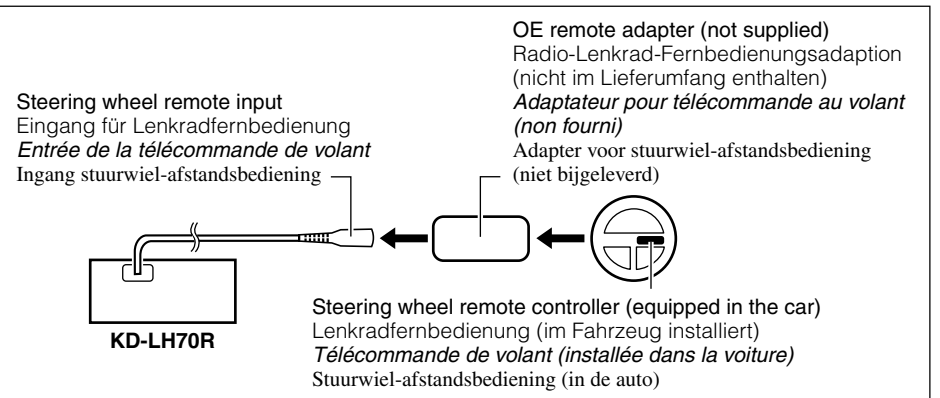 OE remote adapter (not supplied)
Radio-Lenkrad-Fernbedienungsadaption
(nicht im Lieferumfang enthalten)
Adaptateur pour télécommande au volant
(non fourni)
Adapter voor stuurwiel-afstandsbediening
(niet bijgeleverd)
Steering wheel remote input
Eingang für Lenkradfernbedienung
Entrée de la télécommande de volant
Ingang stuurwiel-afstandsbediening
KD-LH70R
Steering wheel remote controller (equipped in the car)
Lenkradfernbedienung (im Fahrzeug installiert)
Télécommande de volant (installée dans la voiture)
Stuurwiel-afstandsbediening (in de auto)